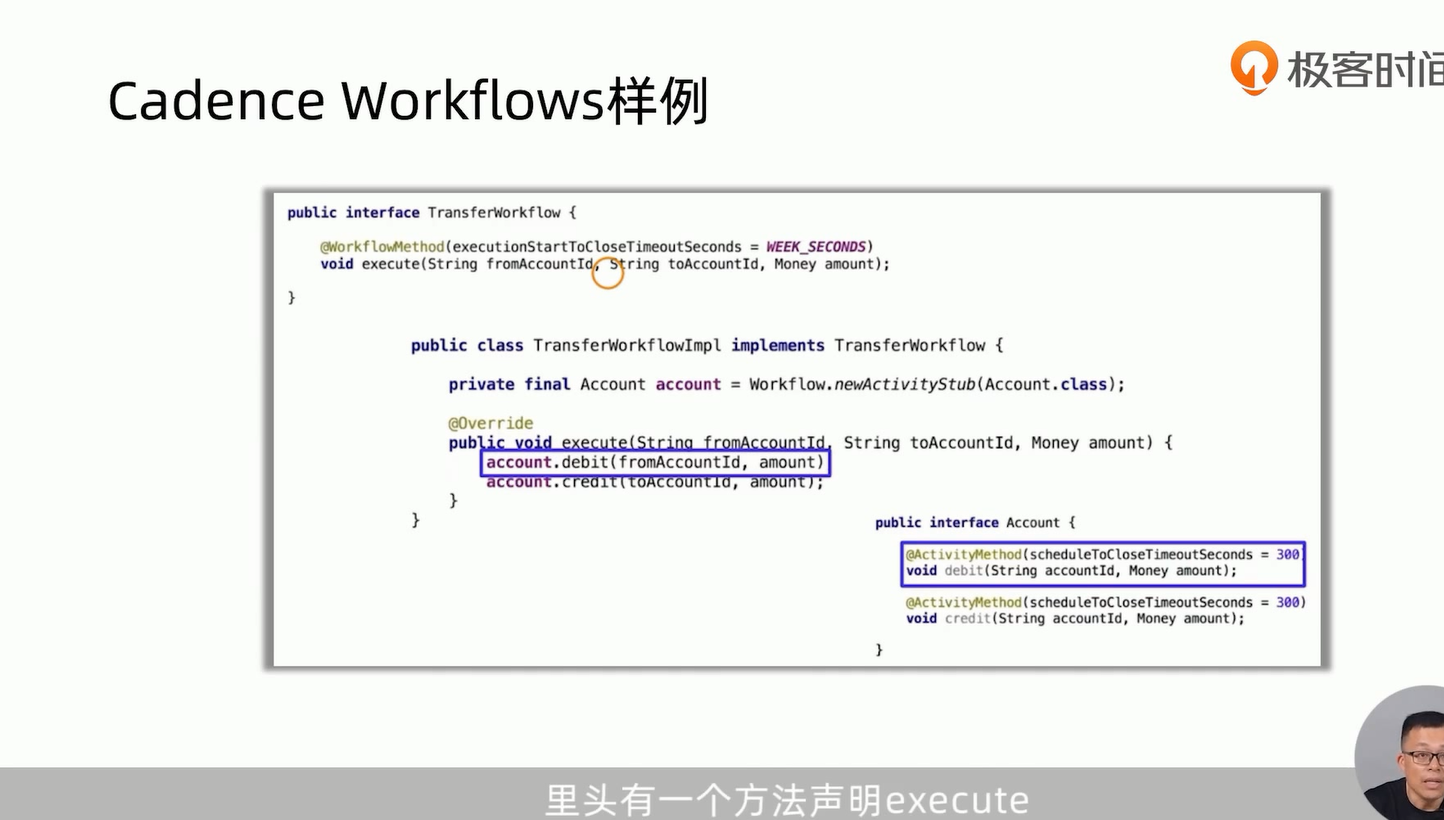 极客时间
Cadence Workflows样例
public interface TransferWorkflow {
@WorkflowMethod(executionStartToCloseTimeoutSeconds = WEEK_SECONDS)
void execute(String fromAccountId, String toAccountId, Money amount);
}
public class TransferWorkflowImpl implements TransferWorkflow {
private final Account account = Workflow.newActivityStub(Account.class);
@Override
public void execute(String fromAccountId, String toAccountId, Money amount) {
account.debit(fromAccountId, amount)
account.credit(toAccountId, amount);
}
}
public interface Account {
@ActivityMethod(scheduleToCloseTimeoutSeconds = 300)
void debit(String accountId, Money amount);
@ActivityMethod(scheduleToCloseTimeoutSeconds = 300)
void credit(String accountId, Money amount);
}
里头有一个方法声明execute